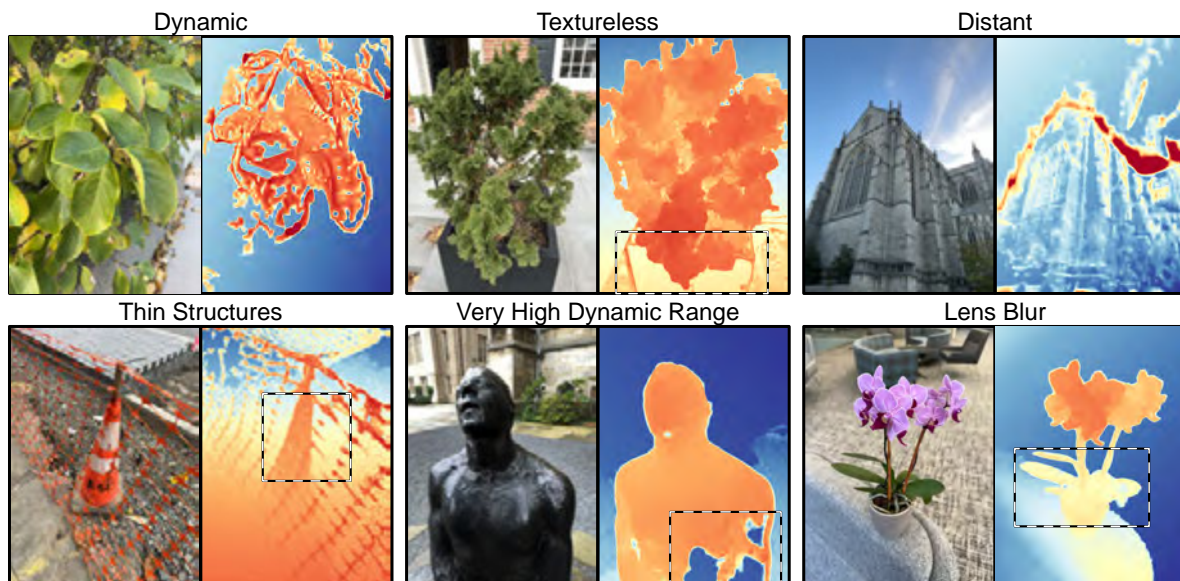 Dynamic
Textureless
Distant
Thin Structures
Very High Dynamic Range
Lens Blur